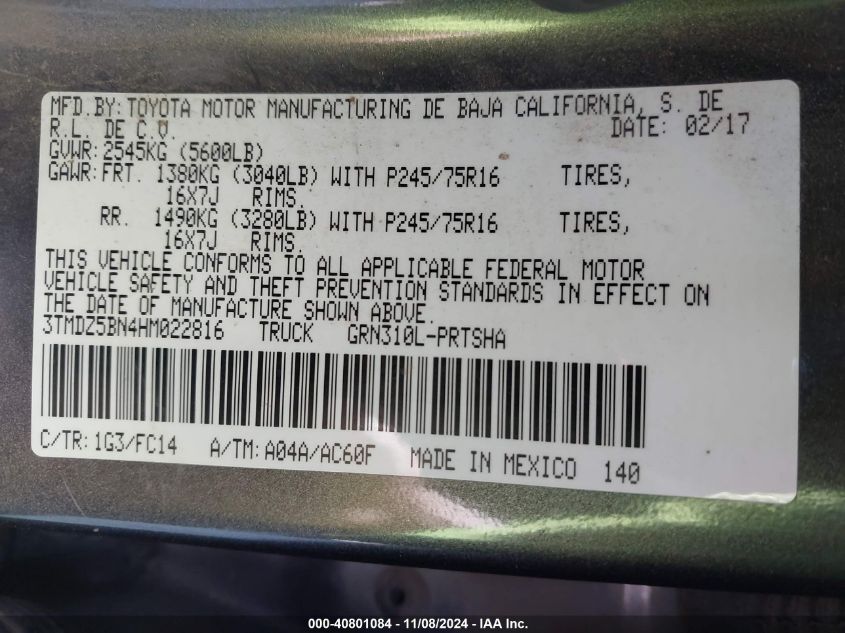 MFD.BY:TOYOTA MOTOR MANUFACTURING DE BAJA CALIFORNIA, S. DE
R.L. DE C.V. DATE: 02/17
GVWR:2545KG (5600LB)
GAWR:FRT. 1380KG (3040LB) WITH P245/75R16 TIRES,
16X7J RIMS.
RR. 1490KG (3280LB) WITH P245/75R16 TIRES,
16X7J RIMS.
THIS VEHICLE CONFORMS TO ALL APPLICABLE FEDERAL MOTOR
VEHICLE SAFETY AND THEFT PREVENTION STANDARDS IN EFFECT ON
THE DATE OF MANUFACTURE SHOWN ABOVE.
3TMDZ5BN4HM022816 TRUCK GRN310L-PRTSHA
C/TR:1G3/FC14 A/TM:A04A/AC60F MADE IN MEXICO 140
000-40801084 - 11/08/2024 - IAA Inc.